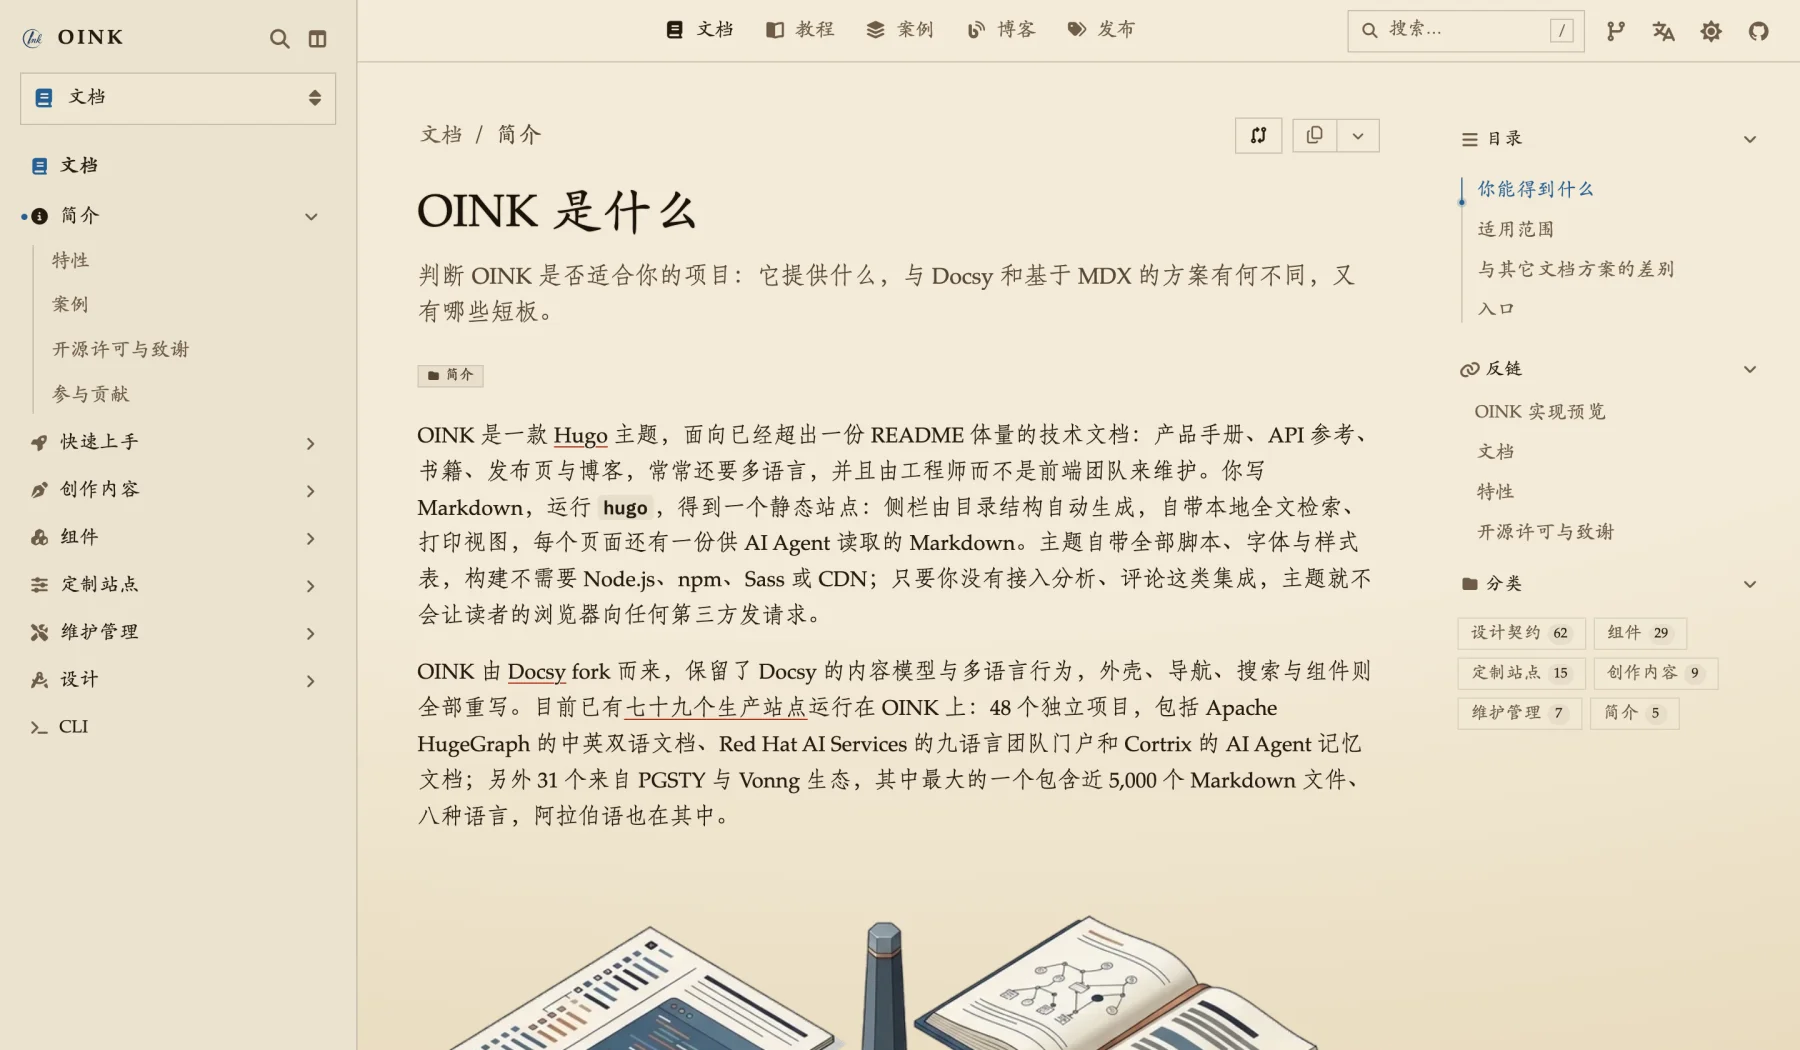 OINK
文档
文档
简介
特性
案例
开源许可与致谢
参与贡献
快速上手
创作内容
组件
定制站点
维护管理
设计
CLI
文档 教程 案例 博客 发布
搜索... /
文档 / 简介
OINK 是什么
判断 OINK 是否适合你的项目：它提供什么，与 Docsy 和基于 MDX 的方案有何不同，又
有哪些短板。
简介
OINK 是一款 Hugo 主题，面向已经超出一份 README 体量的技术文档：产品手册、API 参考、
书籍、发布页与博客，常常还要多语言，并且由工程师而不是前端团队来维护。你写
Markdown，运行 hugo ，得到一个静态站点：侧栏由目录结构自动生成，自带本地全文检索、
打印视图，每个页面还有一份供 AI Agent 读取的 Markdown。主题自带全部脚本、字体与样式
表，构建不需要 Node.js、npm、Sass 或 CDN；只要你没有接入分析、评论这类集成，主题就不
会让读者的浏览器向任何第三方发请求。
OINK 由 Docsy fork 而来，保留了 Docsy 的内容模型与多语言行为，外壳、导航、搜索与组件则
全部重写。目前已有七十九个生产站点运行在 OINK 上：48 个独立项目，包括 Apache
HugeGraph 的中英双语文档、Red Hat AI Services 的九语言团队门户和 Cortrix 的 AI Agent 记忆
文档；另外 31 个来自 PGSTY 与 Vonng 生态，其中最大的一个包含近 5,000 个 Markdown 文件、
八种语言，阿拉伯语也在其中。
目录
你能得到什么
适用范围
与其它文档方案的差别
入口
反链
OINK 实现预览
文档
特性
开源许可与致谢
分类
设计契约 62 组件 29
定制站点 15 创作内容 9
维护管理 7 简介 5